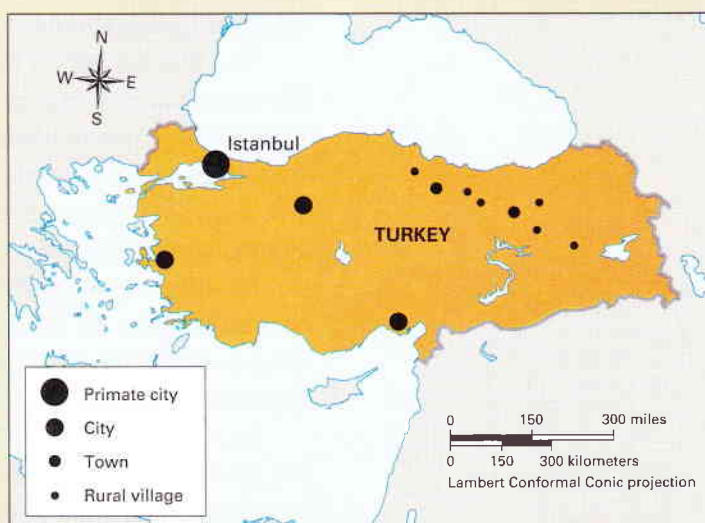 N
W E
S
Istanbul
TURKEY
Primate city
City
Town
Rural village
0 150 300 miles
0 150 300 kilometers
Lambert Conformal Conic projection